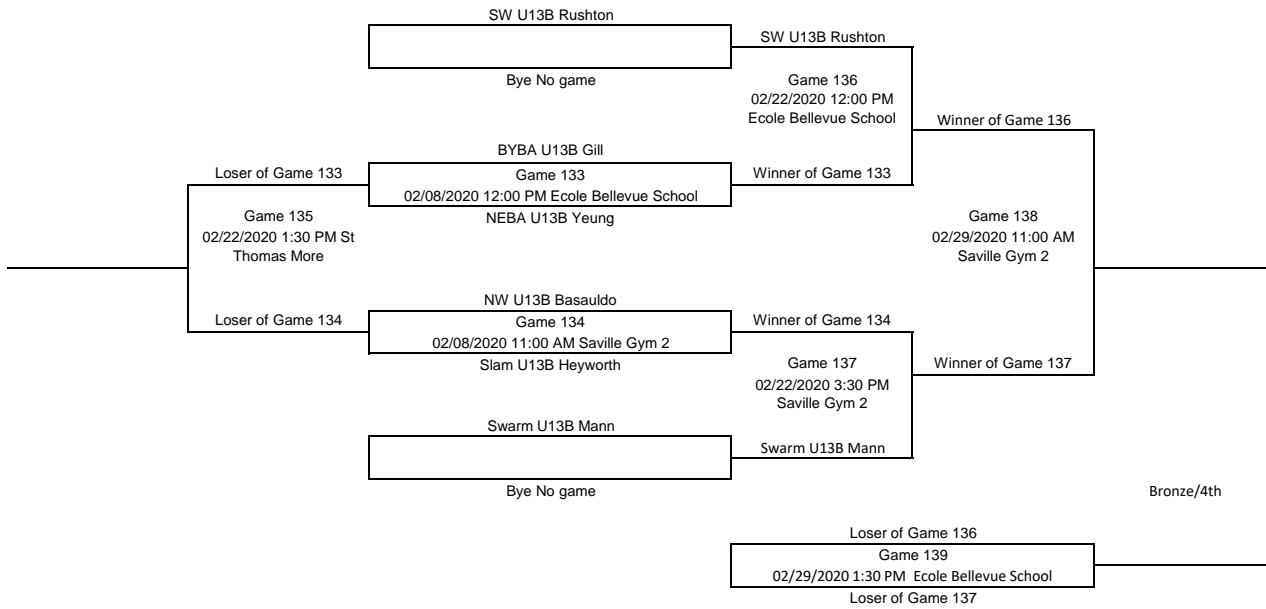 SW U13B Rushton
SW U13B Rushton
Bye No game
Game 136
02/22/2020 12:00 PM
Ecole Bellevue School
Winner of Game 136
BYBA U13B Gill
Loser of Game 133
Game 133
Winner of Game 133
02/08/2020 12:00 PM Ecole Bellevue School
NEBA U13B Yeung
Game 135
02/22/2020 1:30 PM St
Thomas More
Game 138
02/29/2020 11:00 AM
Saville Gym 2
NW U13B Basauldo
Loser of Game 134
Game 134
Winner of Game 134
02/08/2020 11:00 AM Saville Gym 2
Slam U13B Heyworth
Game 137
02/22/2020 3:30 PM
Saville Gym 2
Winner of Game 137
Swarm U13B Mann
Swarm U13B Mann
Bye No game
Bronze/4th
Loser of Game 136
Game 139
02/29/2020 1:30 PM Ecole Bellevue School
Loser of Game 137